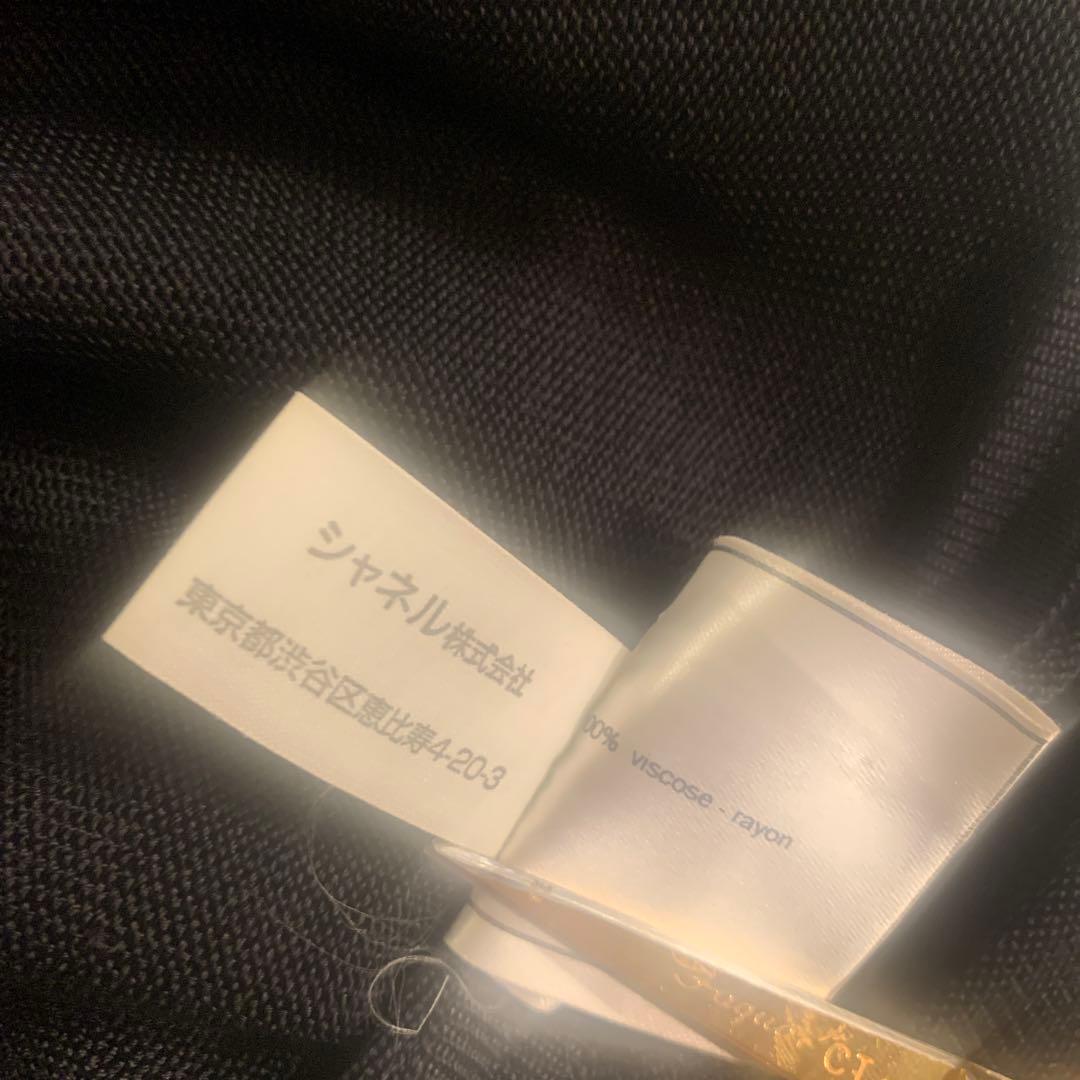 シャネル株式会社
東京都渋谷区恵比寿4-20-3
00% viscose - rayon